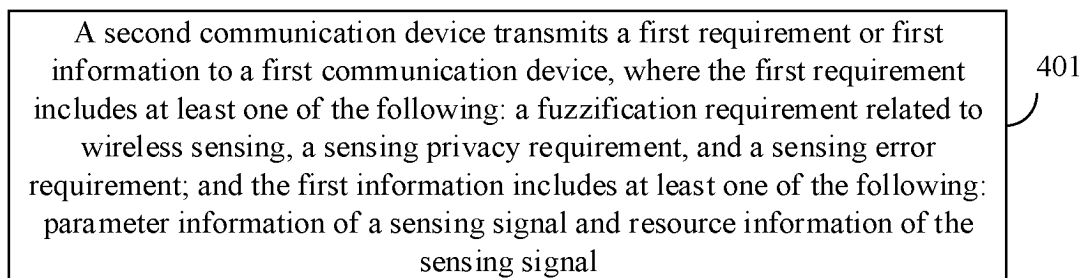 A second communication device transmits a first requirement or first
information to a first communication device, where the first requirement
includes at least one of the following: a fuzzification requirement related to
wireless sensing, a sensing privacy requirement, and a sensing error
requirement; and the first information includes at least one of the following:
parameter information of a sensing signal and resource information of the
sensing signal
401